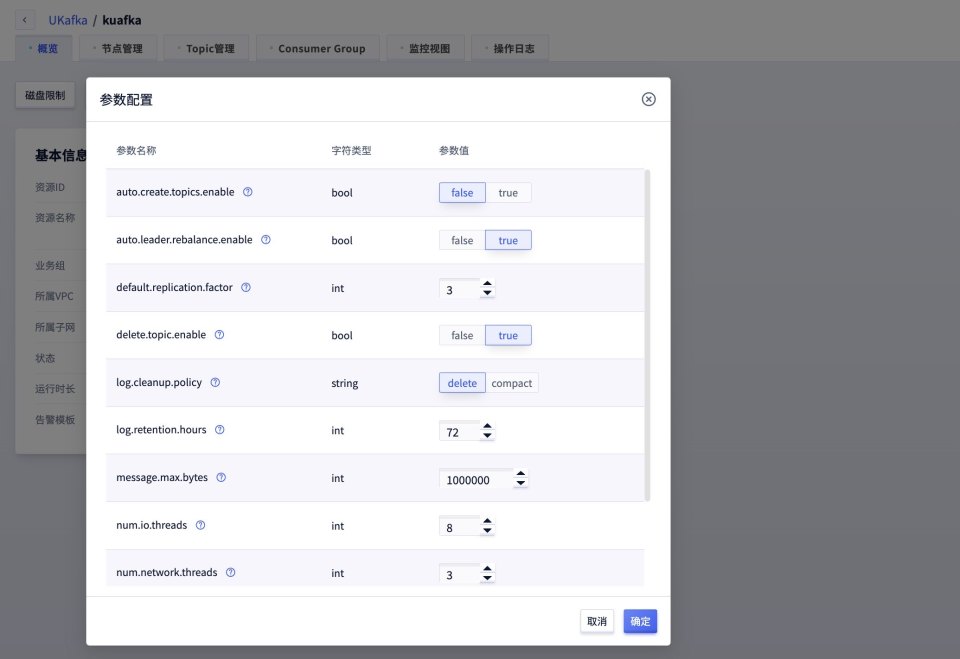 UKafka / kuafka
概览
节点管理
Topic管理
Consumer Group
监控视图
操作日志
磁盘限制
基本信息
资源ID
资源名称
业务组
所属VPC
所属子网
状态
运行时长
告警模板
参数配置
参数名称 字符类型 参数值
auto.create.topics.enable bool false true
auto.leader.rebalance.enable bool false true
default.replication.factor int 3
delete.topic.enable bool false true
log.cleanup.policy string delete compact
log.retention.hours int 72
message.max.bytes int 1000000
num.io.threads int 8
num.network.threads int 3
取消 确定